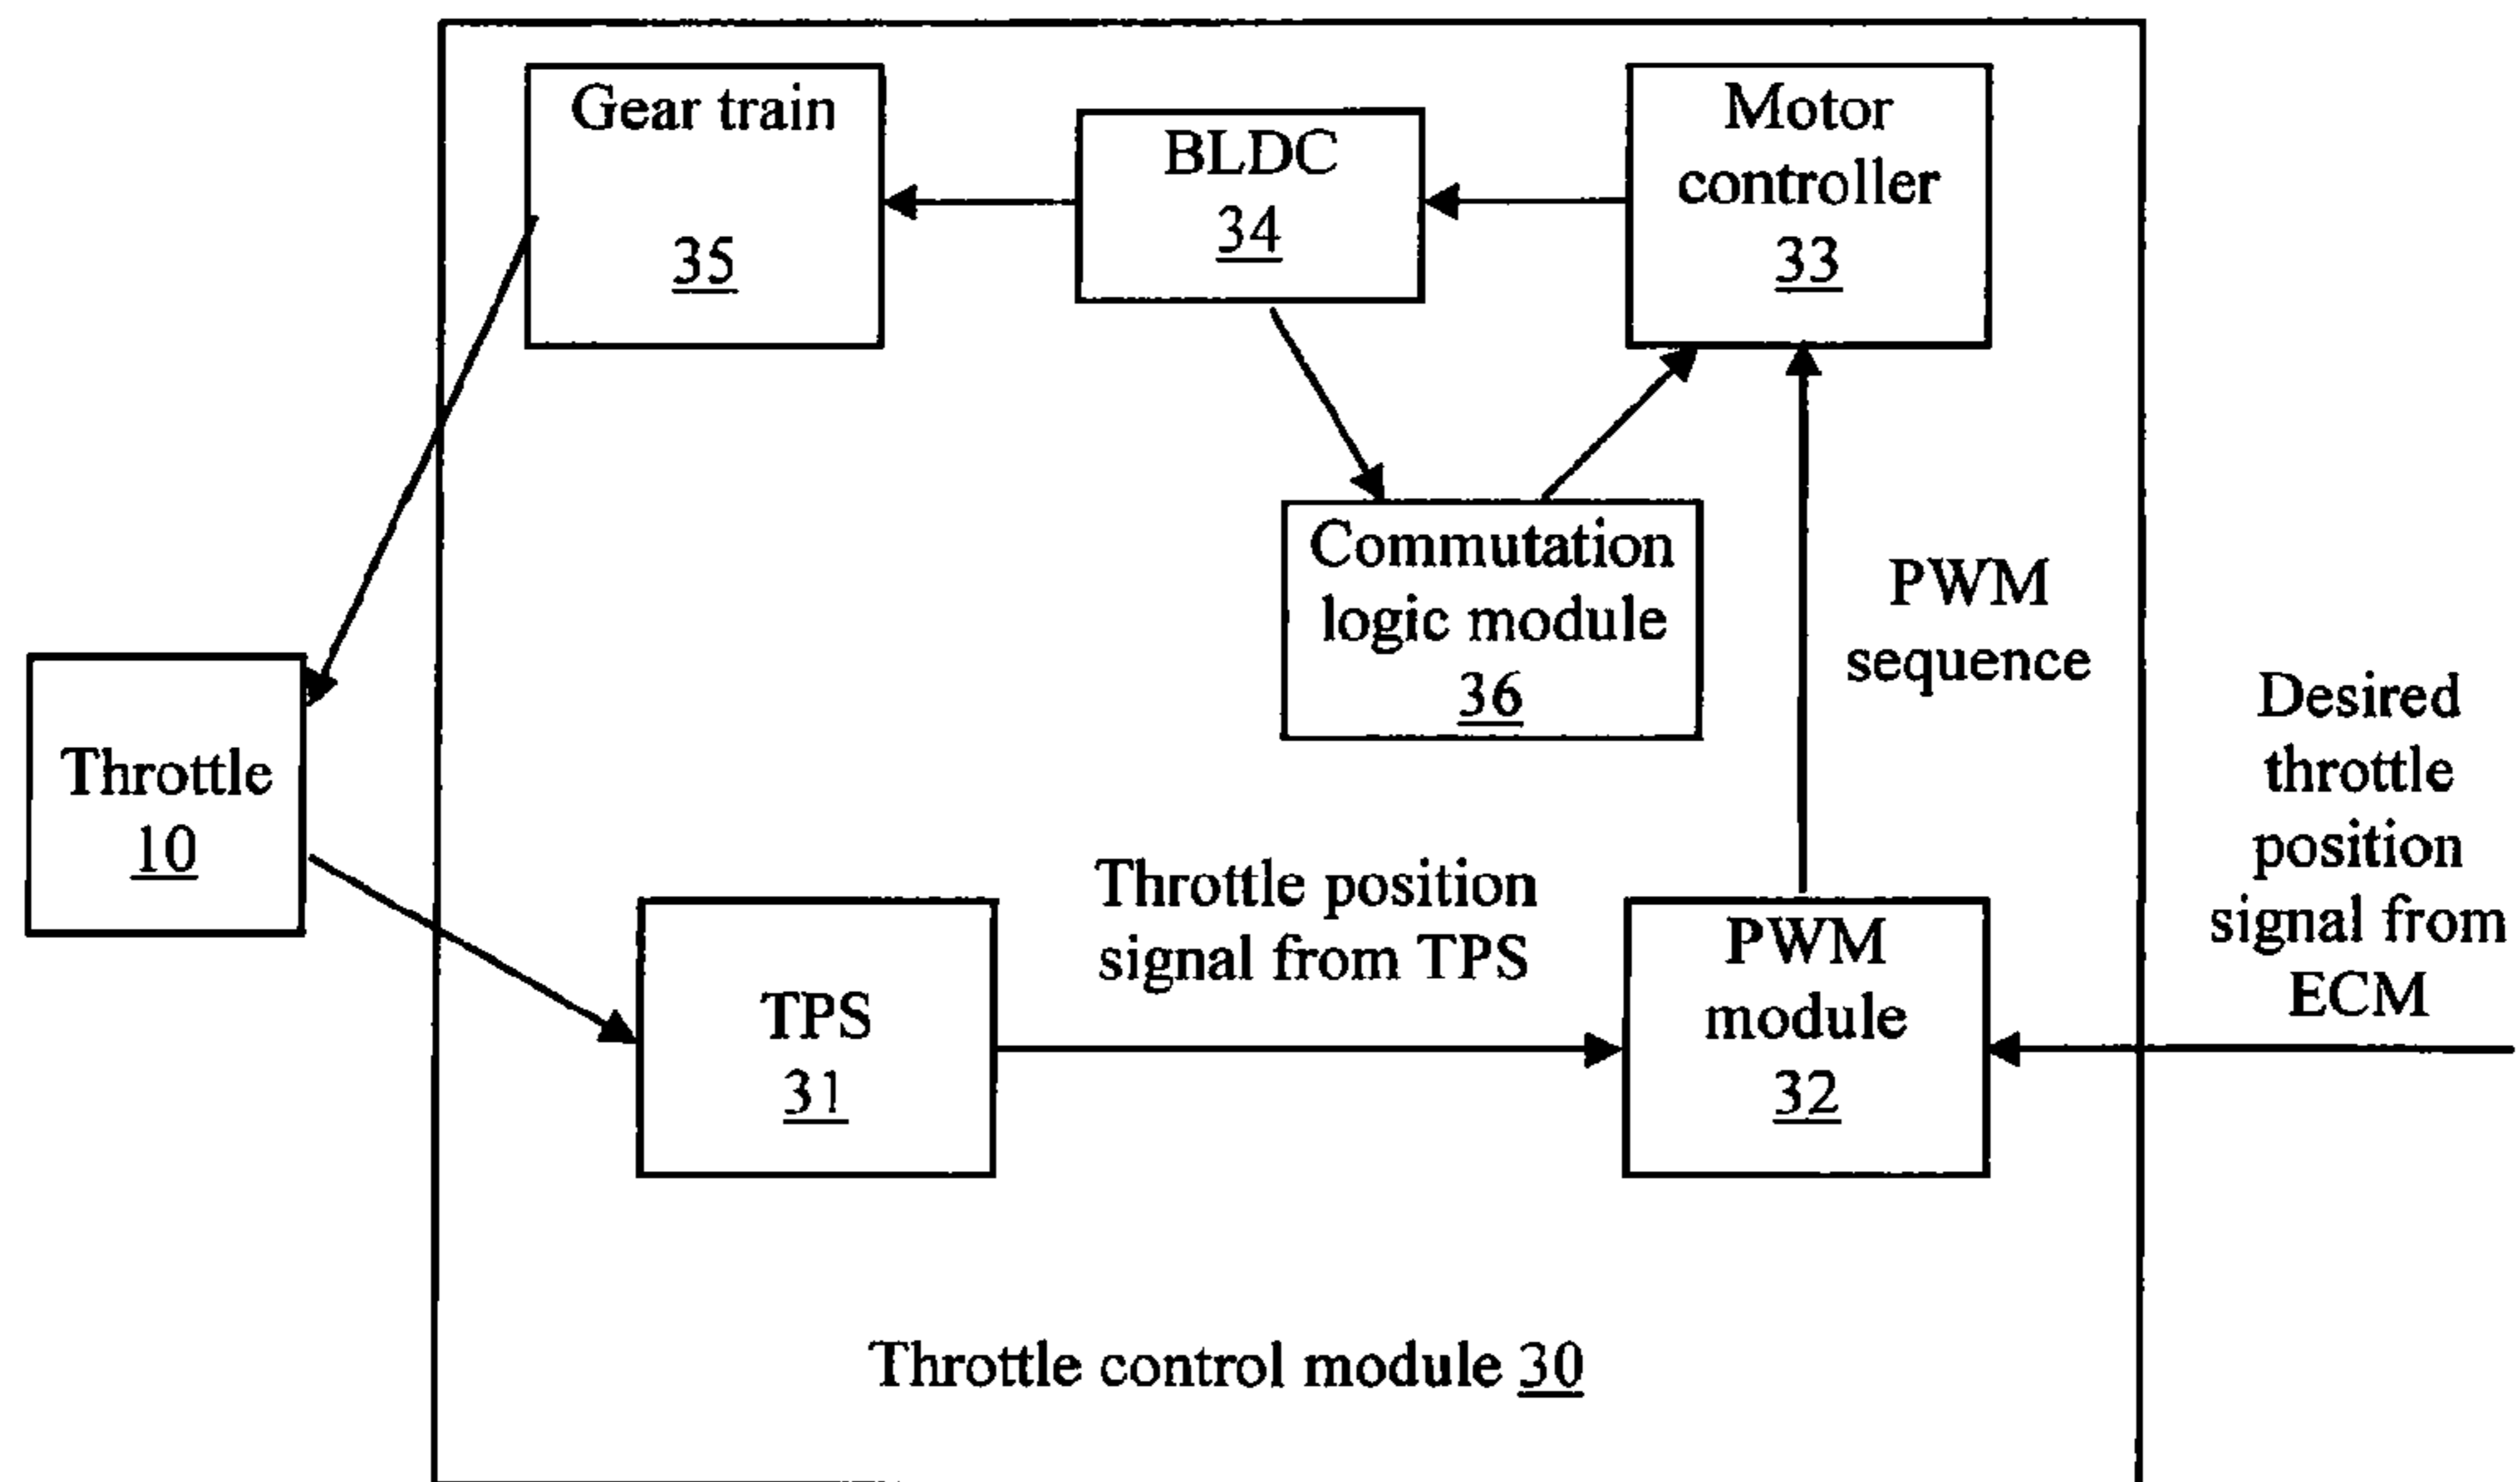 Gear train
35
BLDC
34
Motor
controller
33
Commutation
logic module
36
PWM
sequence
Throttle
10
Desired
throttle
position
signal from
ECM
Throttle position
signal from TPS
TPS
31
PWM
module
32
Throttle control module 30